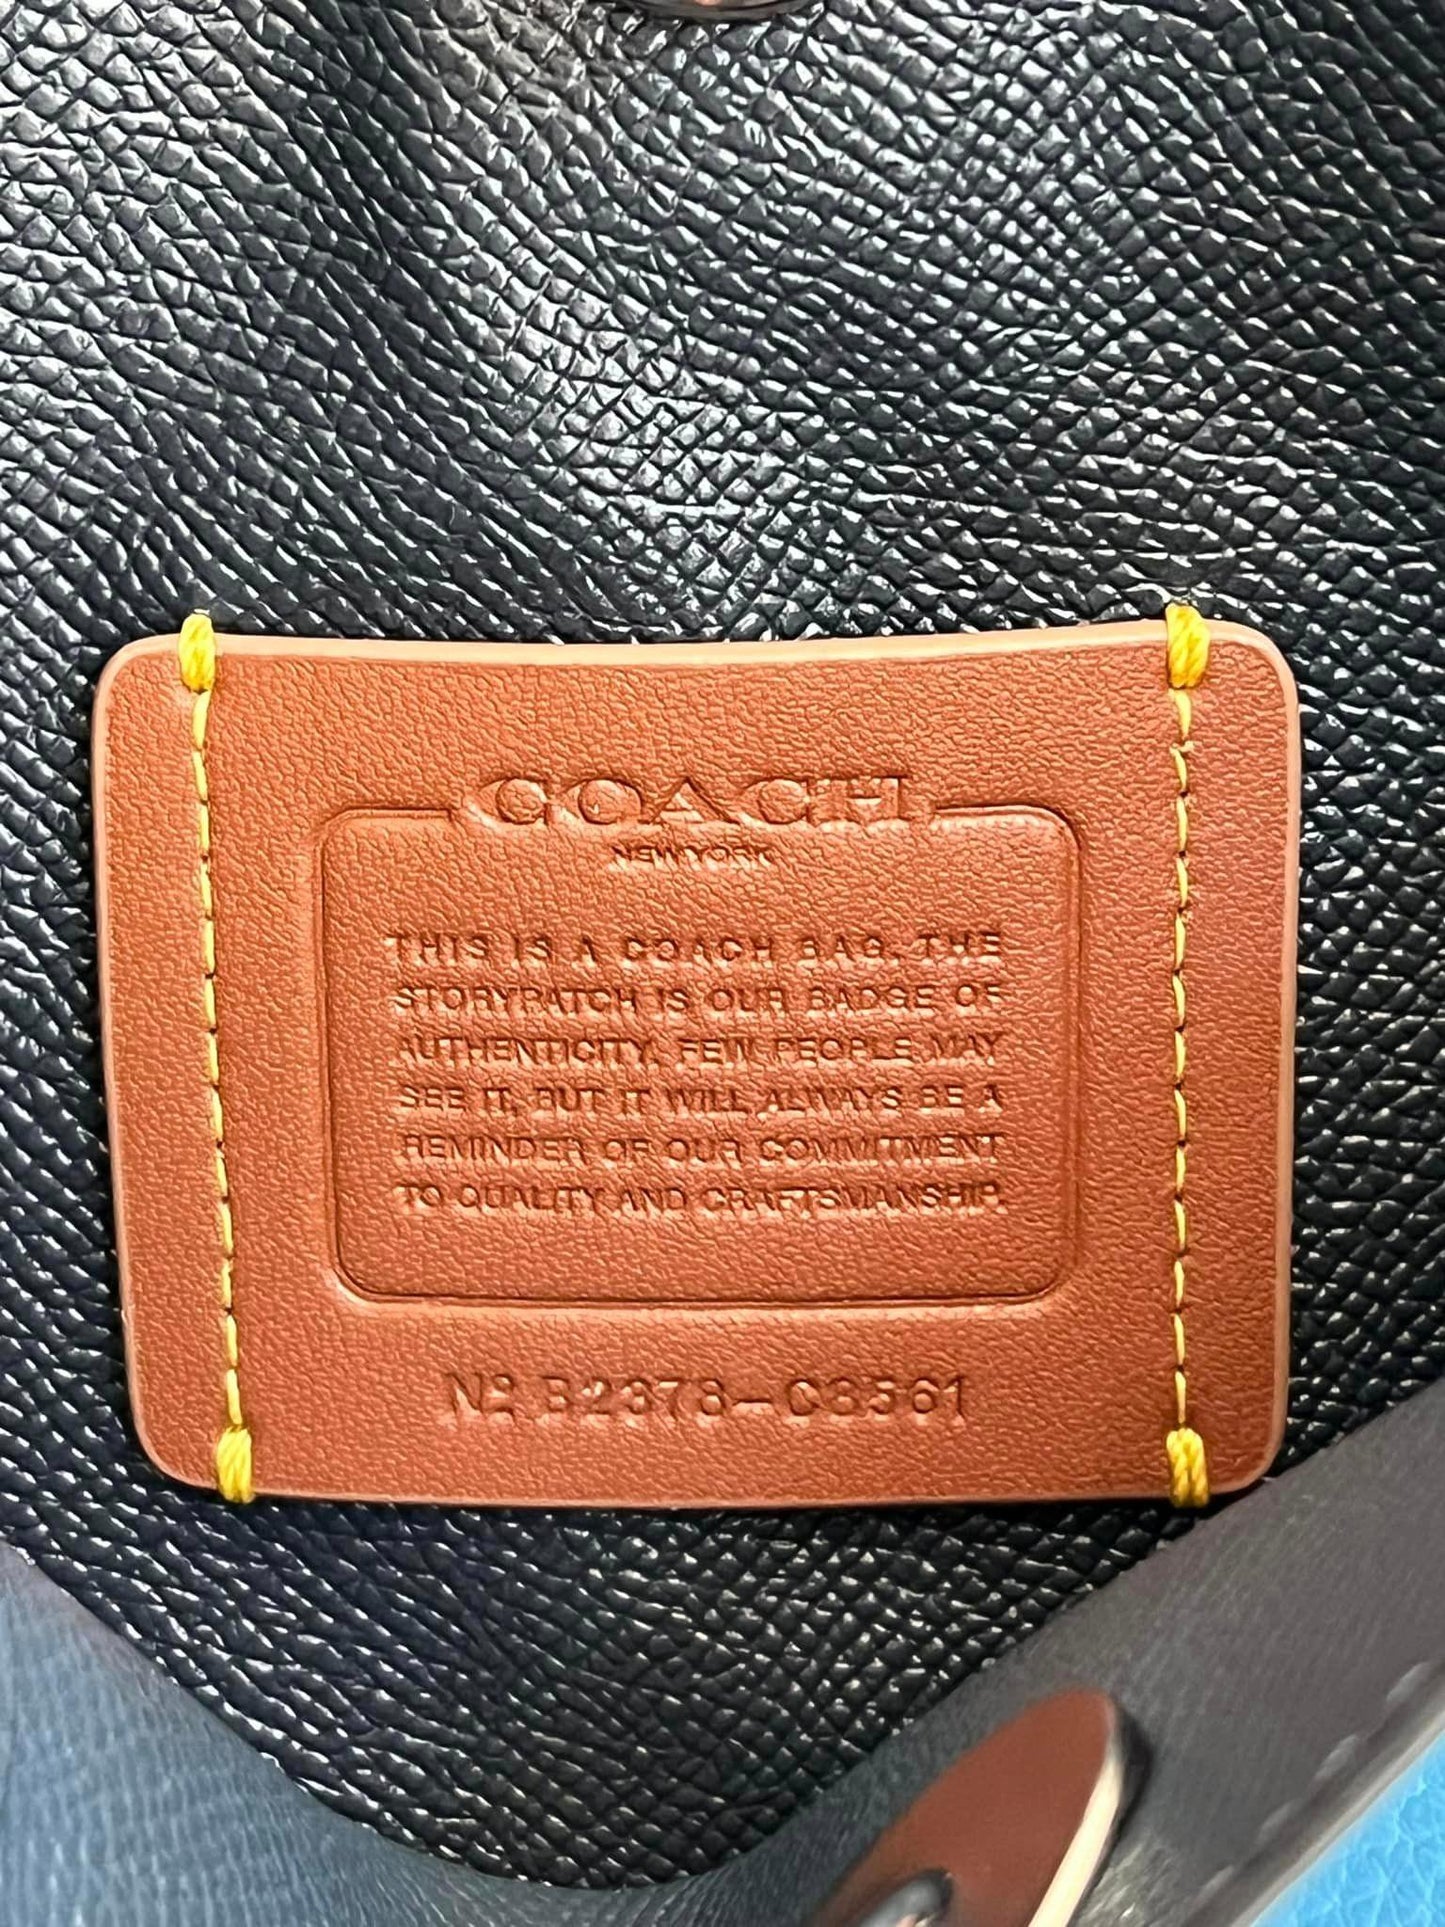 COACH
NEW YORK
THIS IS A COACH BAG. THE
STORYPATCH IS OUR BADGE OF
AUTHENTICITY. FEW PEOPLE MAY
SEE IT, BUT IT WILL ALWAYS BE A
REMINDER OF OUR COMMITMENT
TO QUALITY AND CRAFTSMANSHIP.
Nº B2378-C8561